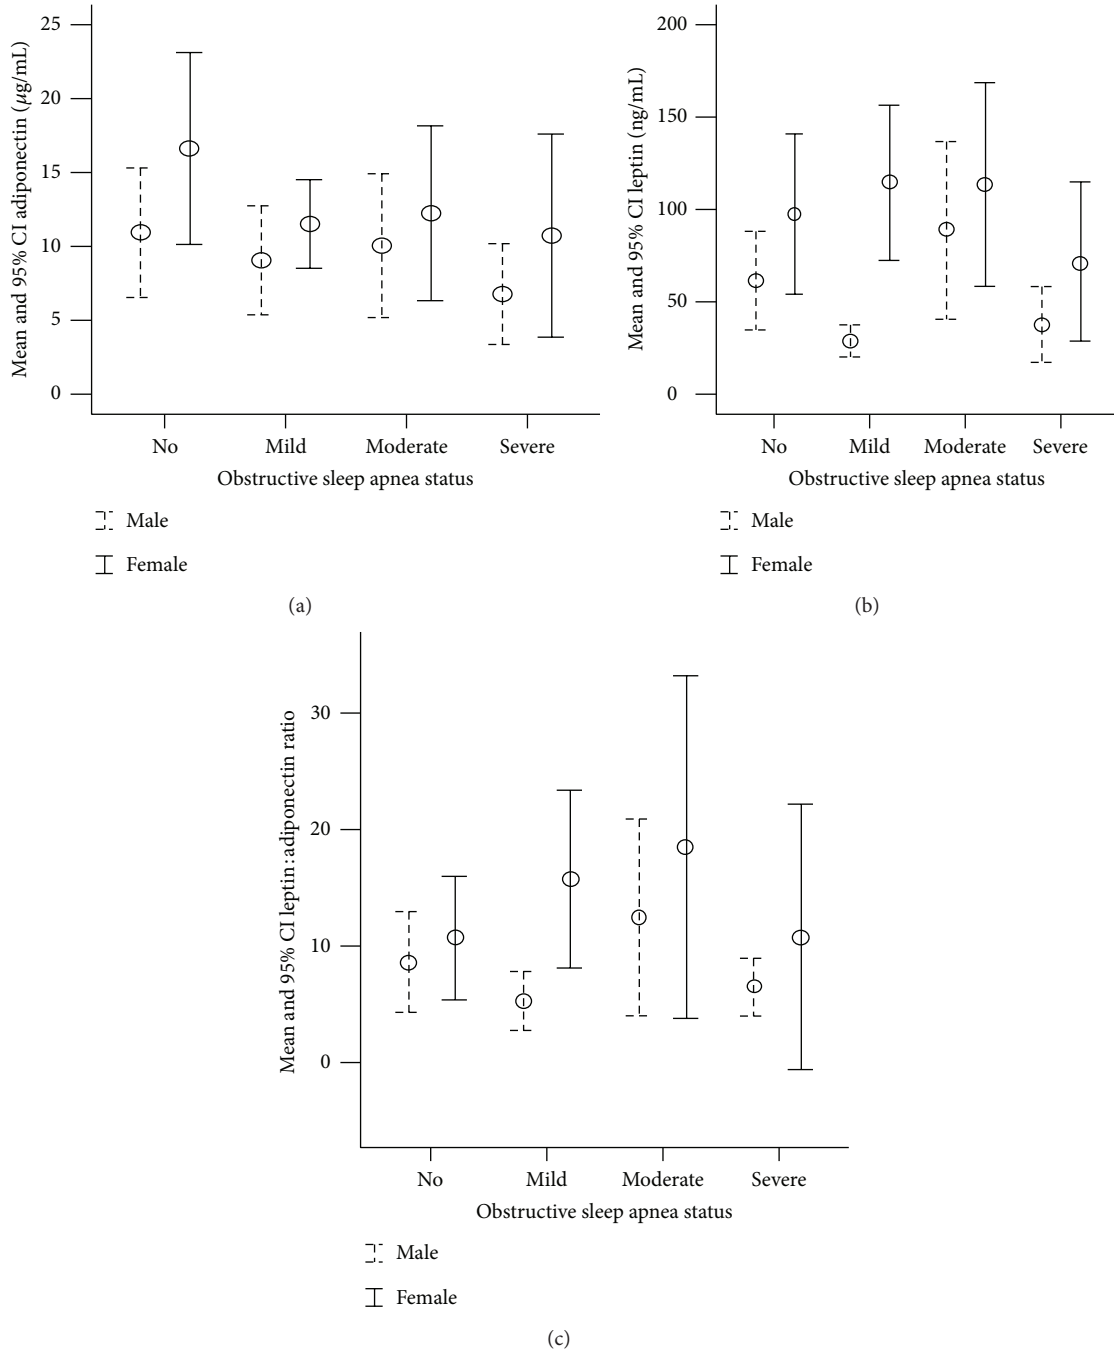 Mean and 95% CI adiponectin (μg/mL)
25
20
15
10
5
0
No Mild Moderate Severe
Obstructive sleep apnea status
Male
Female
(a)
Mean and 95% CI leptin (ng/mL)
200
150
100
50
0
No Mild Moderate Severe
Obstructive sleep apnea status
Male
Female
(b)
Mean and 95% CI leptin:adiponectin ratio
30
20
10
0
No Mild Moderate Severe
Obstructive sleep apnea status
Male
Female
(c)